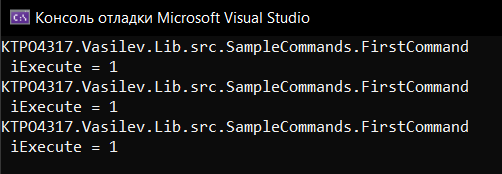 C:\ Консоль отладки Microsoft Visual Studio
KTPO4317.Vasilev.Lib.src.SampleCommands.FirstCommand
 iExecute = 1
KTPO4317.Vasilev.Lib.src.SampleCommands.FirstCommand
 iExecute = 1
KTPO4317.Vasilev.Lib.src.SampleCommands.FirstCommand
 iExecute = 1